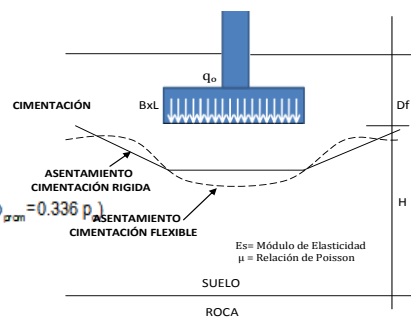 qo
CIMENTACIÓN
BxL
Df
ASENTAMIENTO
CIMENTACIÓN RIGIDA
=0.336 p
ASENTAMIENTO
CIMENTACIÓN FLEXIBLE
H
Es= Módulo de Elasticidad
μ = Relación de Poisson
SUELO
ROCA